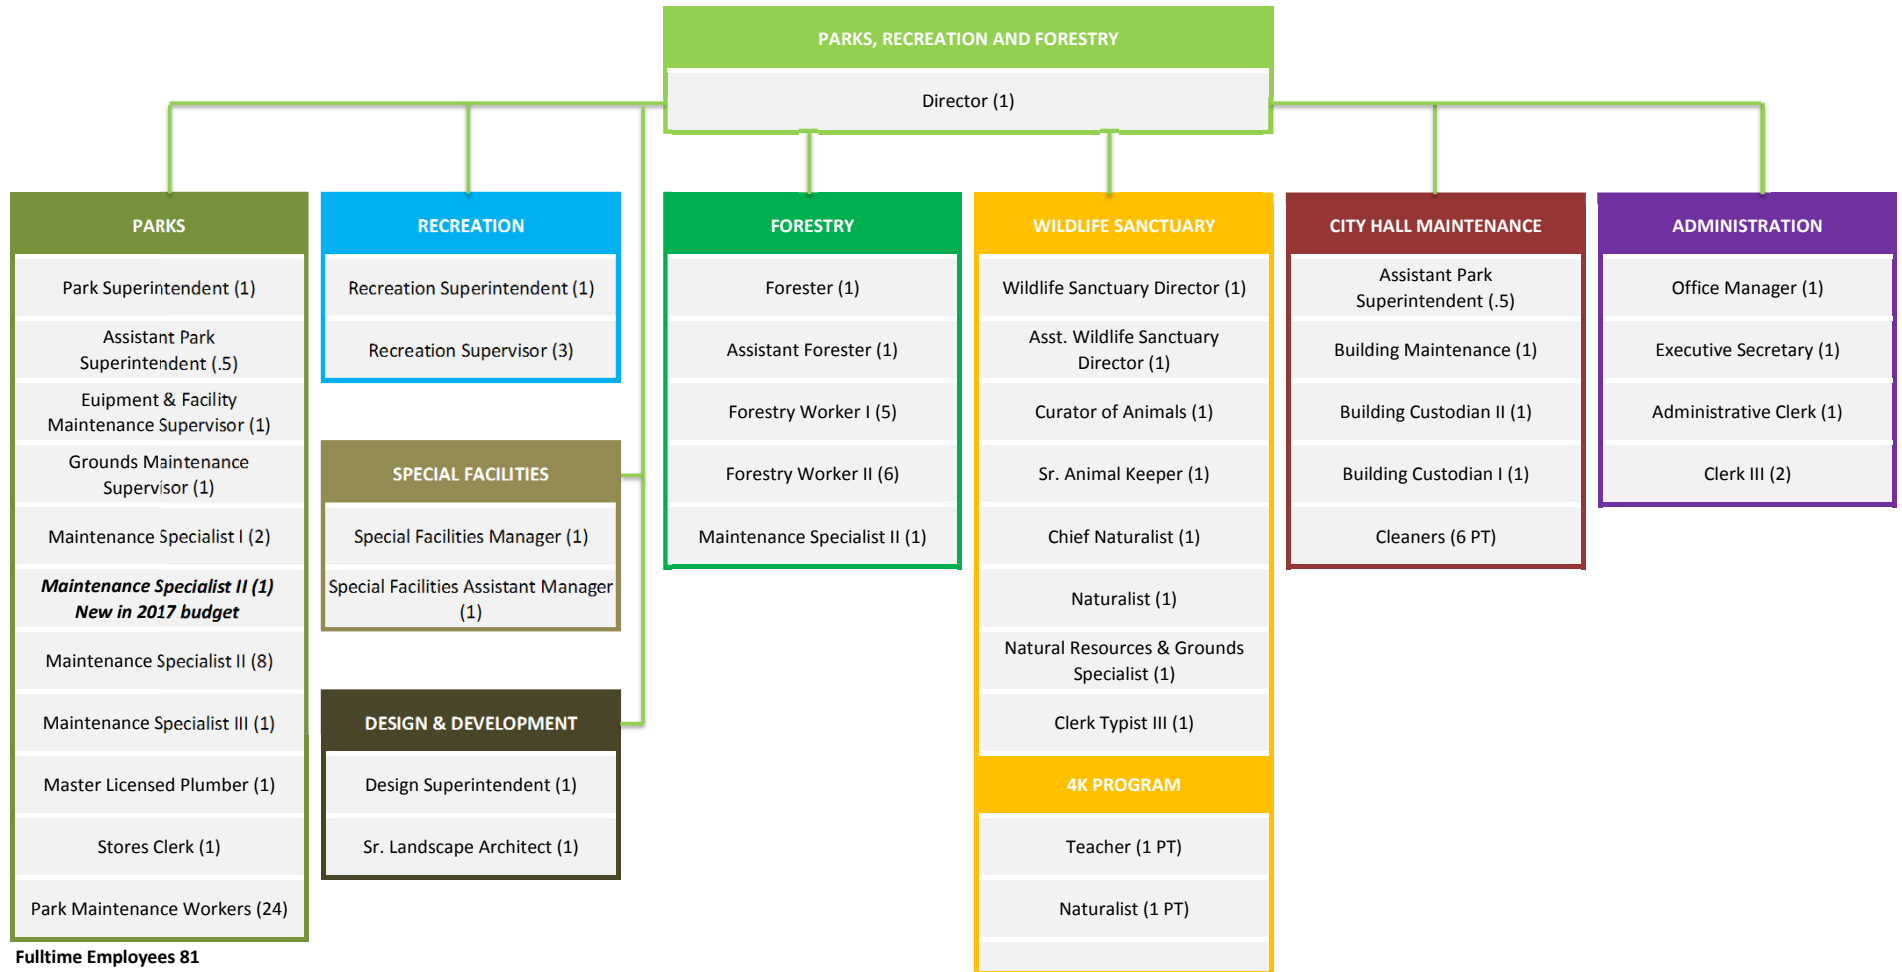 PARKS, RECREATION AND FORESTRY
Director (1)
PARKS
Park Superintendent (1)
Assistant Park
Superintendent (.5)
Euipment & Facility
Maintenance Supervisor (1)
Grounds Maintenance
Supervisor (1)
Maintenance Specialist I (2)
Maintenance Specialist II (1)
New in 2017 budget
Maintenance Specialist II (8)
Maintenance Specialist III (1)
Master Licensed Plumber (1)
Stores Clerk (1)
Park Maintenance Workers (24)
RECREATION
Recreation Superintendent (1)
Recreation Supervisor (3)
SPECIAL FACILITIES
Special Facilities Manager (1)
Special Facilities Assistant Manager
(1)
DESIGN & DEVELOPMENT
Design Superintendent (1)
Sr. Landscape Architect (1)
FORESTRY
Forester (1)
Assistant Forester (1)
Forestry Worker I (5)
Forestry Worker II (6)
Maintenance Specialist II (1)
WILDLIFE SANCTUARY
Wildlife Sanctuary Director (1)
Asst. Wildlife Sanctuary
Director (1)
Curator of Animals (1)
Sr. Animal Keeper (1)
Chief Naturalist (1)
Naturalist (1)
Natural Resources & Grounds
Specialist (1)
Clerk Typist III (1)
4K PROGRAM
Teacher (1 PT)
Naturalist (1 PT)
CITY HALL MAINTENANCE
Assistant Park
Superintendent (.5)
Building Maintenance (1)
Building Custodian II (1)
Building Custodian I (1)
Cleaners (6 PT)
ADMINISTRATION
Office Manager (1)
Executive Secretary (1)
Administrative Clerk (1)
Clerk III (2)
Fulltime Employees 81